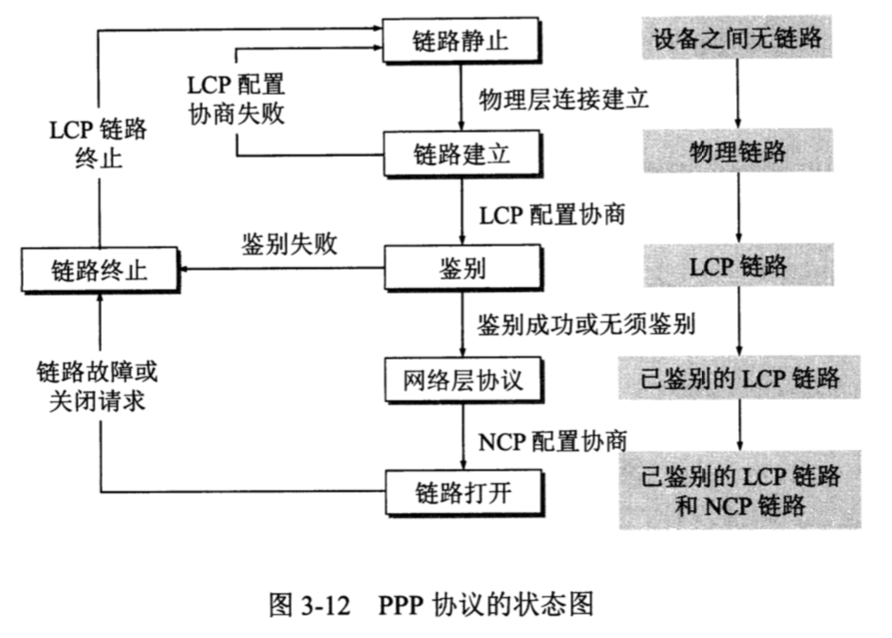 链路静止
设备之间无链路
LCP 配置
协商失败
物理层连接建立
LCP 链路
终止
链路建立
物理链路
LCP 配置协商
鉴别失败
链路终止
鉴别
LCP 链路
鉴别成功或无须鉴别
链路故障或
关闭请求
网络层协议
已鉴别的 LCP 链路
NCP 配置协商
链路打开
已鉴别的 LCP 链路
和 NCP 链路
图 3-12 PPP 协议的状态图